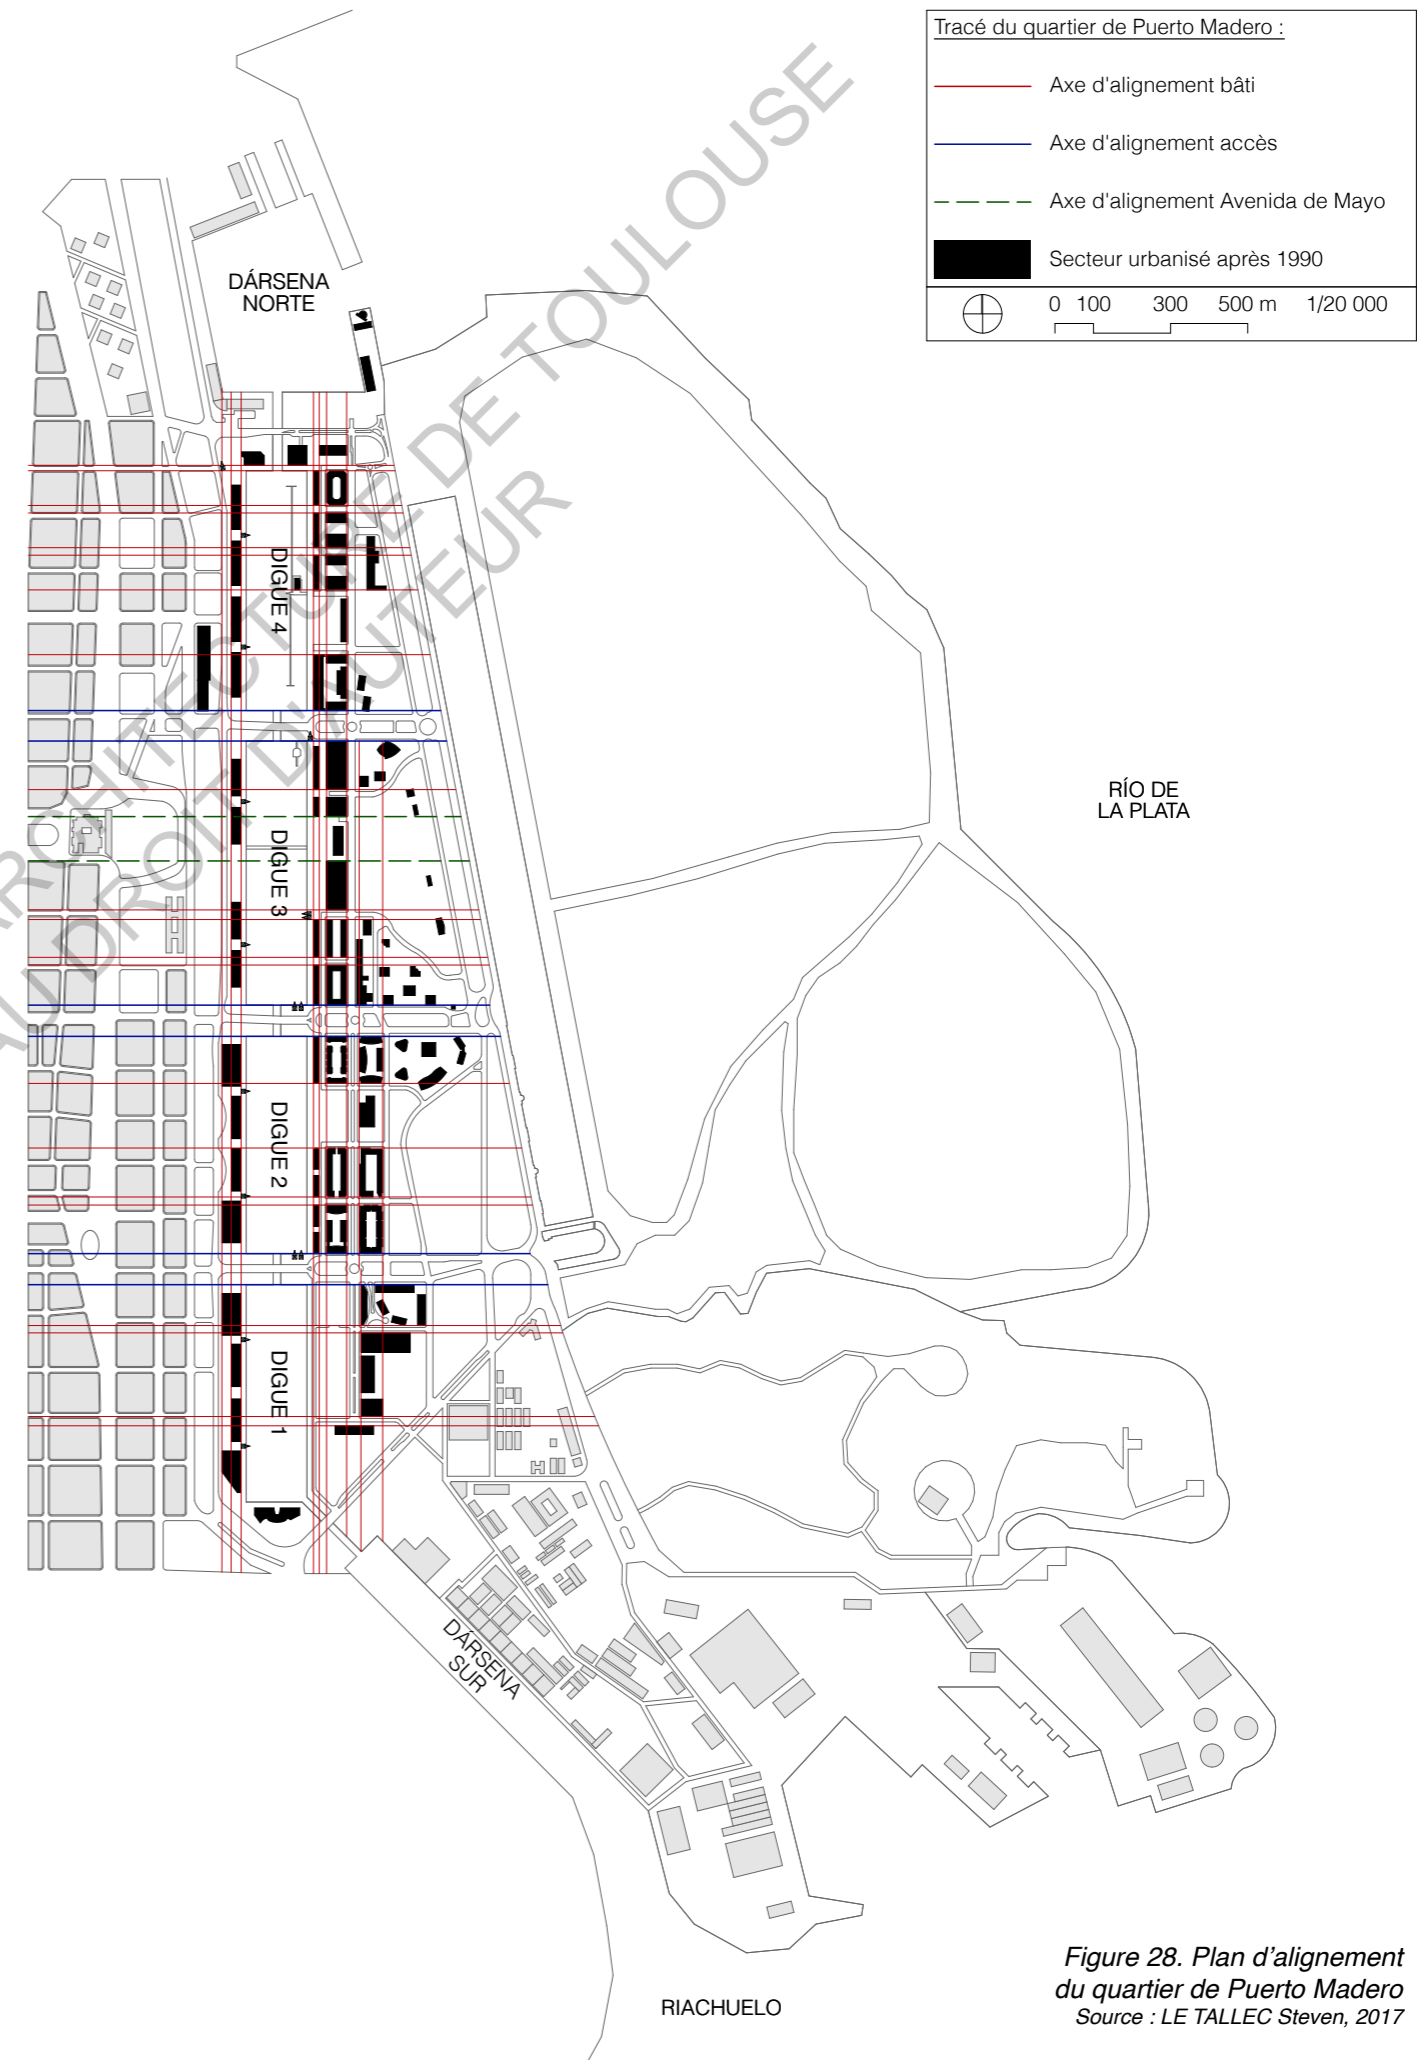 Tracé du quartier de Puerto Madero :
Axe d'alignement bâti
Axe d'alignement accès
Axe d'alignement Avenida de Mayo
Secteur urbanisé après 1990
0 100 300 500 m 1/20 000
DÁRSENA
NORTE
DIGUE 4
DIGUE 3
DIGUE 2
DIGUE 1
RÍO DE
LA PLATA
DÁRSENA
SUR
RIACHUELO
ARCHITECTURE DE TOULOUSE
AU DROIT D'AUTEUR
Figure 28. Plan d’alignement
du quartier de Puerto Madero
Source : LE TALLEC Steven, 2017